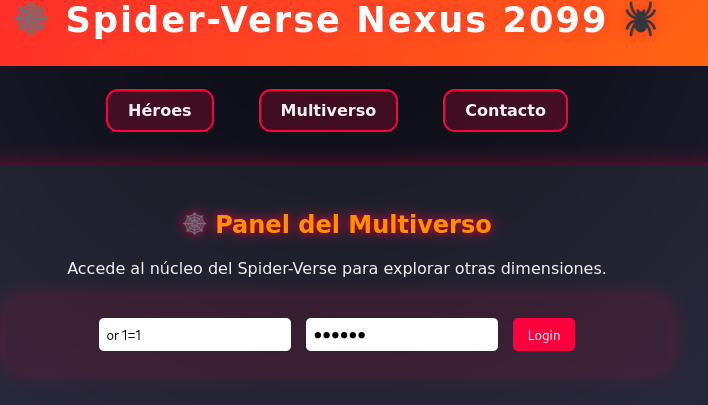 Spider-Verse Nexus 2099
Héroes Multiverso Contacto
Panel del Multiverso
Accede al núcleo del Spider-Verse para explorar otras dimensiones.
or 1=1 ●●●●●● Login